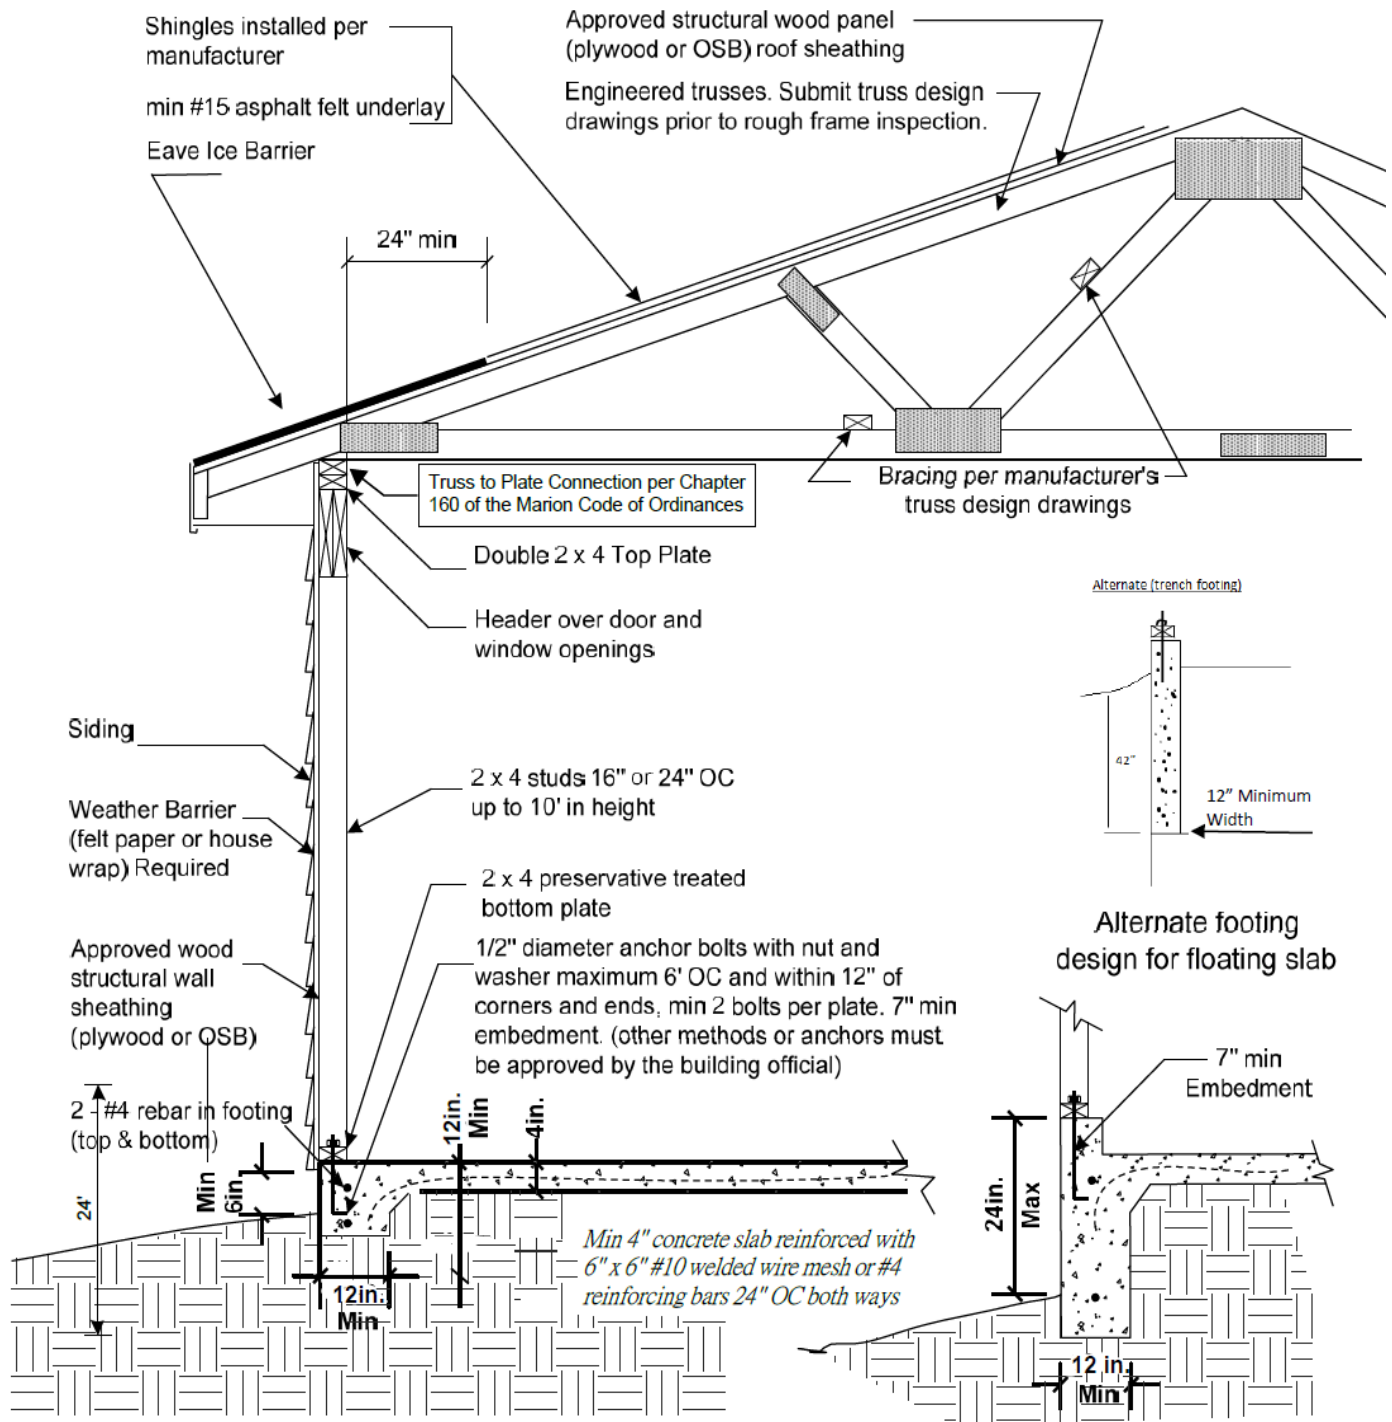 Shingles installed per
manufacturer
min #15 asphalt felt underlay
Eave Ice Barrier
Approved structural wood panel
(plywood or OSB) roof sheathing
Engineered trusses. Submit truss design
drawings prior to rough frame inspection.
24" min
Truss to Plate Connection per Chapter
160 of the Marion Code of Ordinances
Bracing per manufacturer's
truss design drawings
Double 2 x 4 Top Plate
Header over door and
window openings
Alternate (trench footing)
42"
12" Minimum
Width
Siding
Weather Barrier
(felt paper or house
wrap) Required
2 x 4 studs 16" or 24" OC
up to 10' in height
2 x 4 preservative treated
bottom plate
Approved wood
structural wall
sheathing
(plywood or OSB)
1/2" diameter anchor bolts with nut and
washer maximum 6' OC and within 12" of
corners and ends, min 2 bolts per plate. 7" min
embedment. (other methods or anchors must
be approved by the building official)
2 - #4 rebar in footing
(top & bottom)
24'
Min
6in.
12in.
Min
4in.
12in.
Min
Min 4" concrete slab reinforced with
6" x 6" #10 welded wire mesh or #4
reinforcing bars 24" OC both ways
Alternate footing
design for floating slab
7" min
Embedment
24in.
Max
12 in.
Min